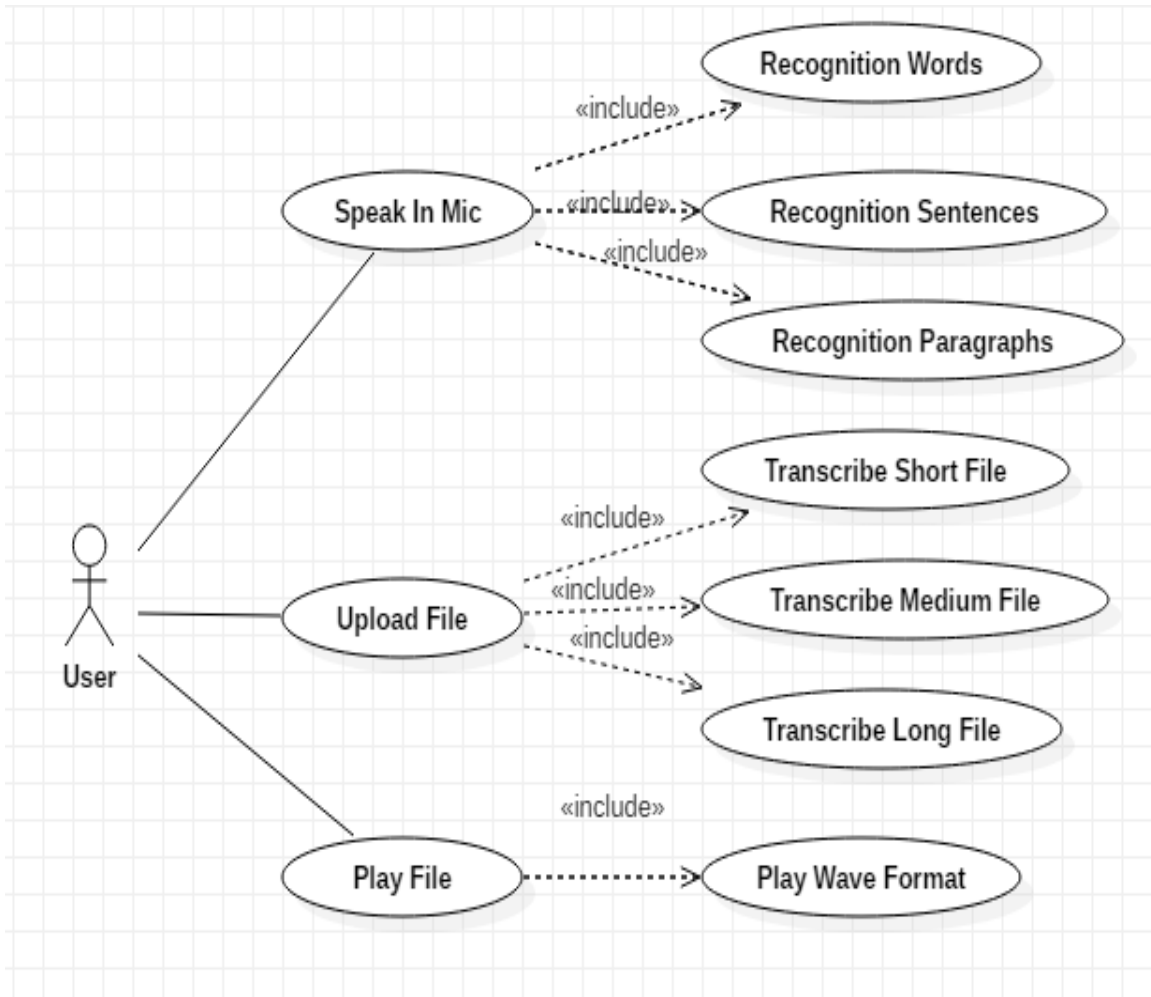 Recognition Words
«include»
Speak In Mic
«include»
Recognition Sentences
«include»
Recognition Paragraphs
Transcribe Short File
«include»
«include»
Transcribe Medium File
Upload File
«include»
User
Transcribe Long File
«include»
Play File
Play Wave Format